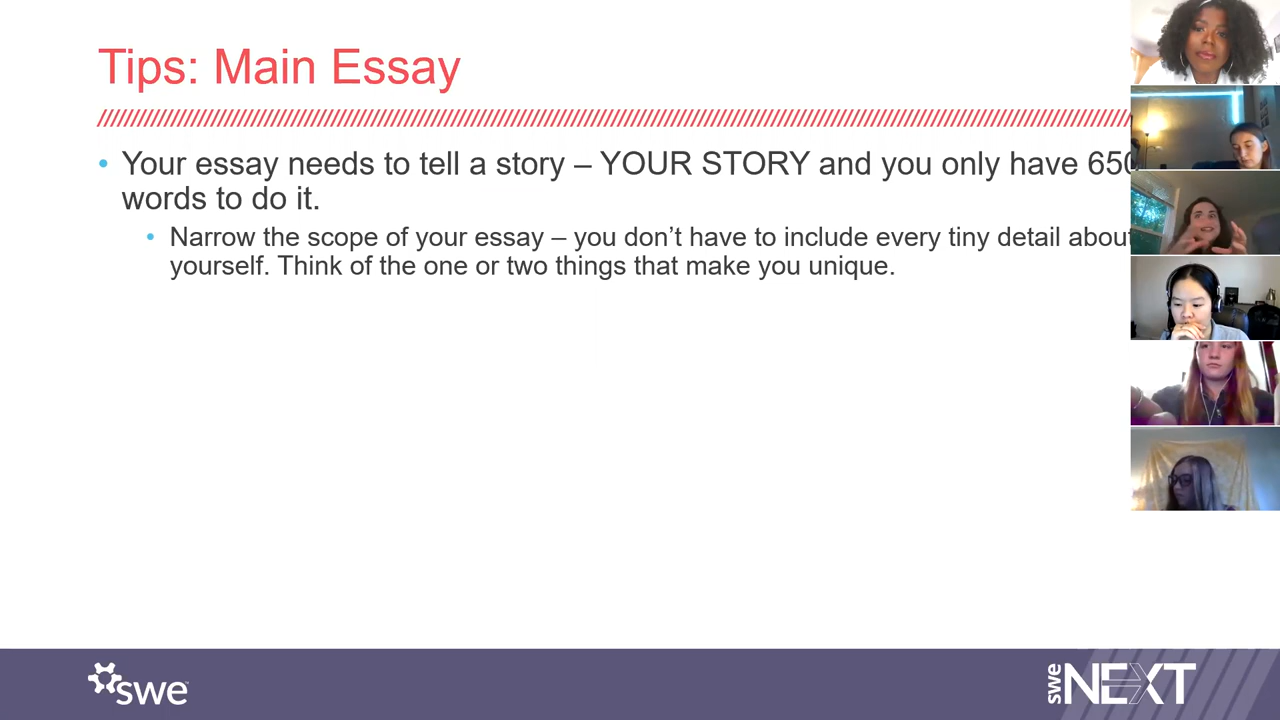 Tips: Main Essay
• Your essay needs to tell a story – YOUR STORY and you only have 650
words to do it.
• Narrow the scope of your essay – you don’t have to include every tiny detail about
yourself. Think of the one or two things that make you unique.
swe
swe NEXT